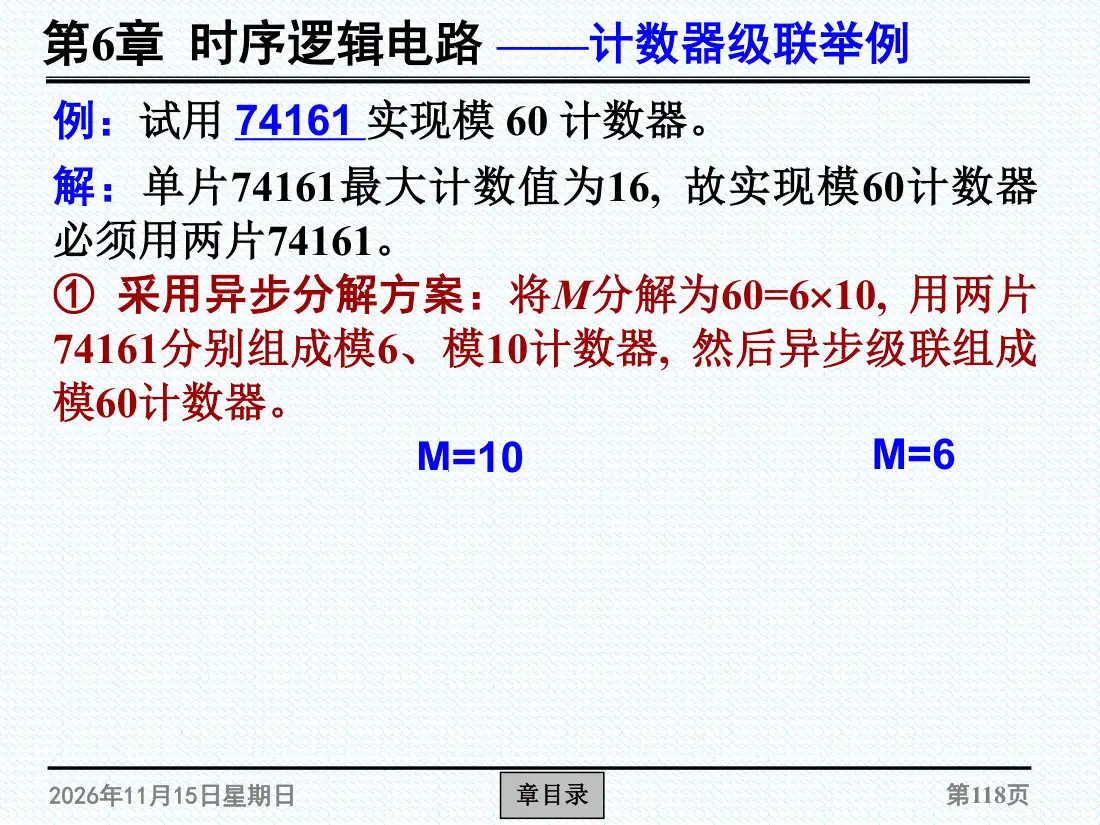 第6章 时序逻辑电路 ——计数器级联举例
例：试用 74161 实现模 60 计数器。
解：单片74161最大计数值为16, 故实现模60计数器
必须用两片74161。
① 采用异步分解方案：将M分解为60=6×10, 用两片
74161分别组成模6、模10计数器, 然后异步级联组成
模60计数器。
M=10 M=6
2026年11月15日星期日 章目录 第118页